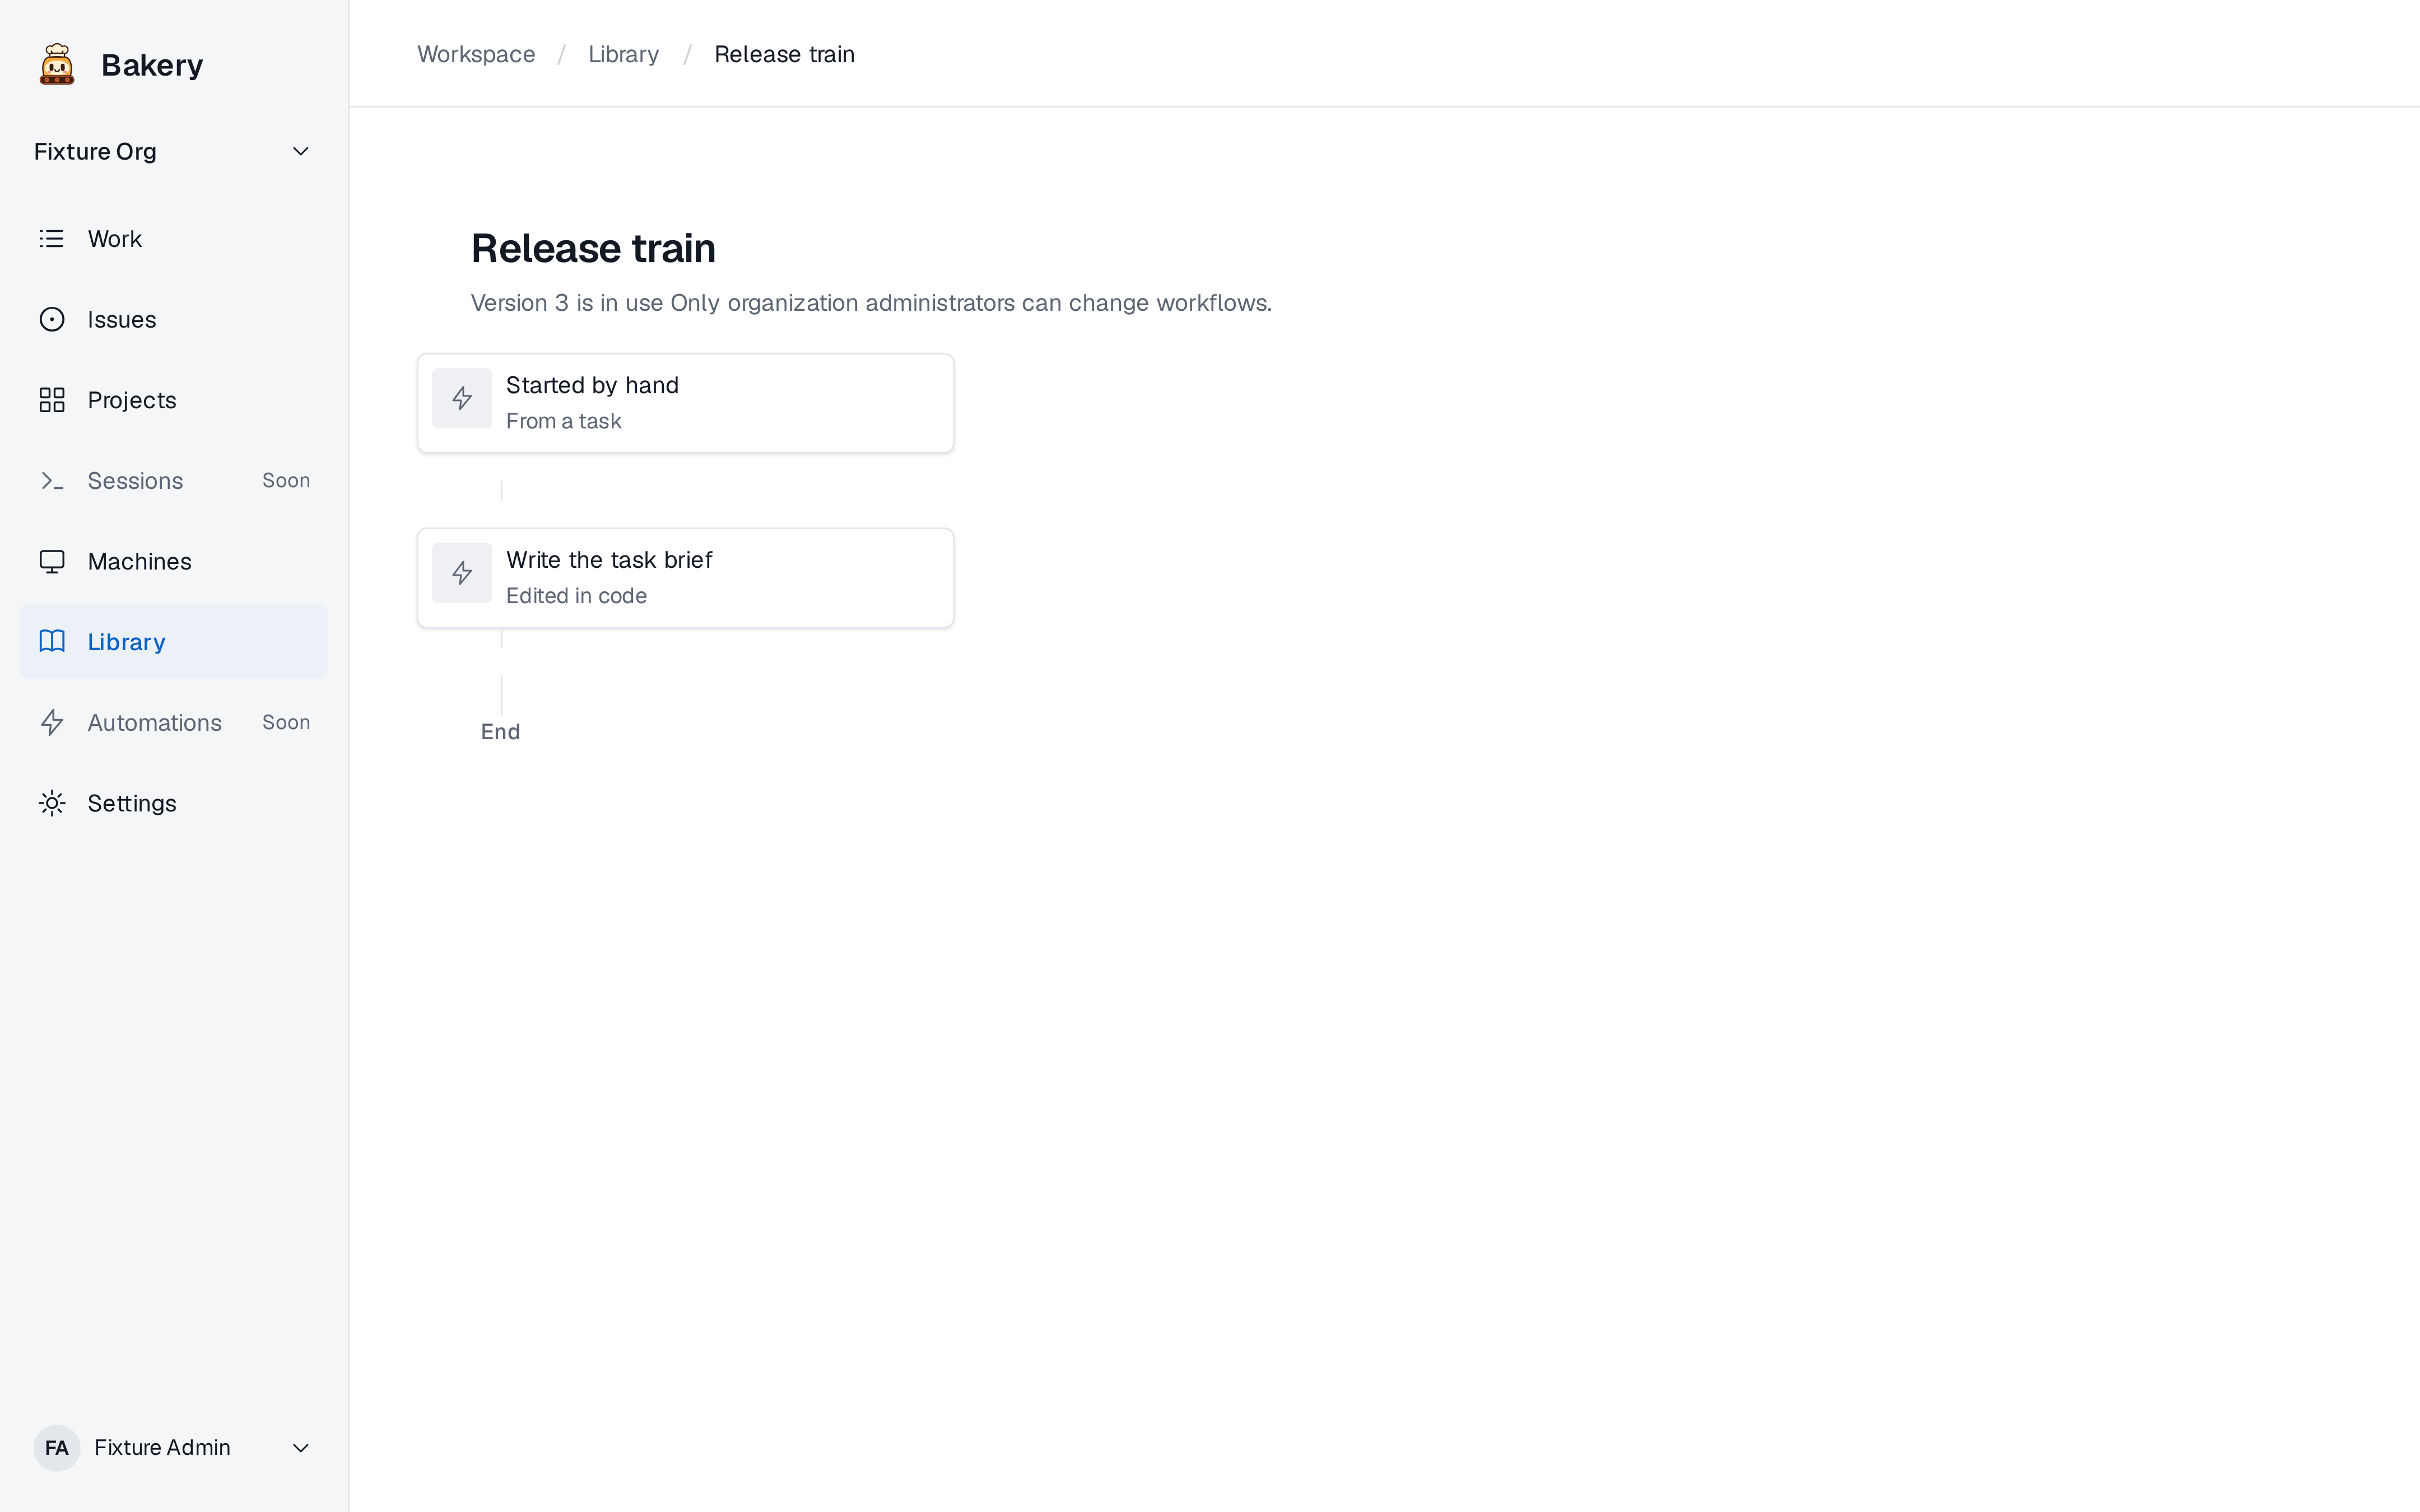 Bakery
Fixture Org
Work
Issues
Projects
Sessions Soon
Machines
Library
Automations Soon
Settings
FA Fixture Admin
Workspace / Library / Release train
Release train
Version 3 is in use Only organization administrators can change workflows.
Started by hand
From a task
Write the task brief
Edited in code
End